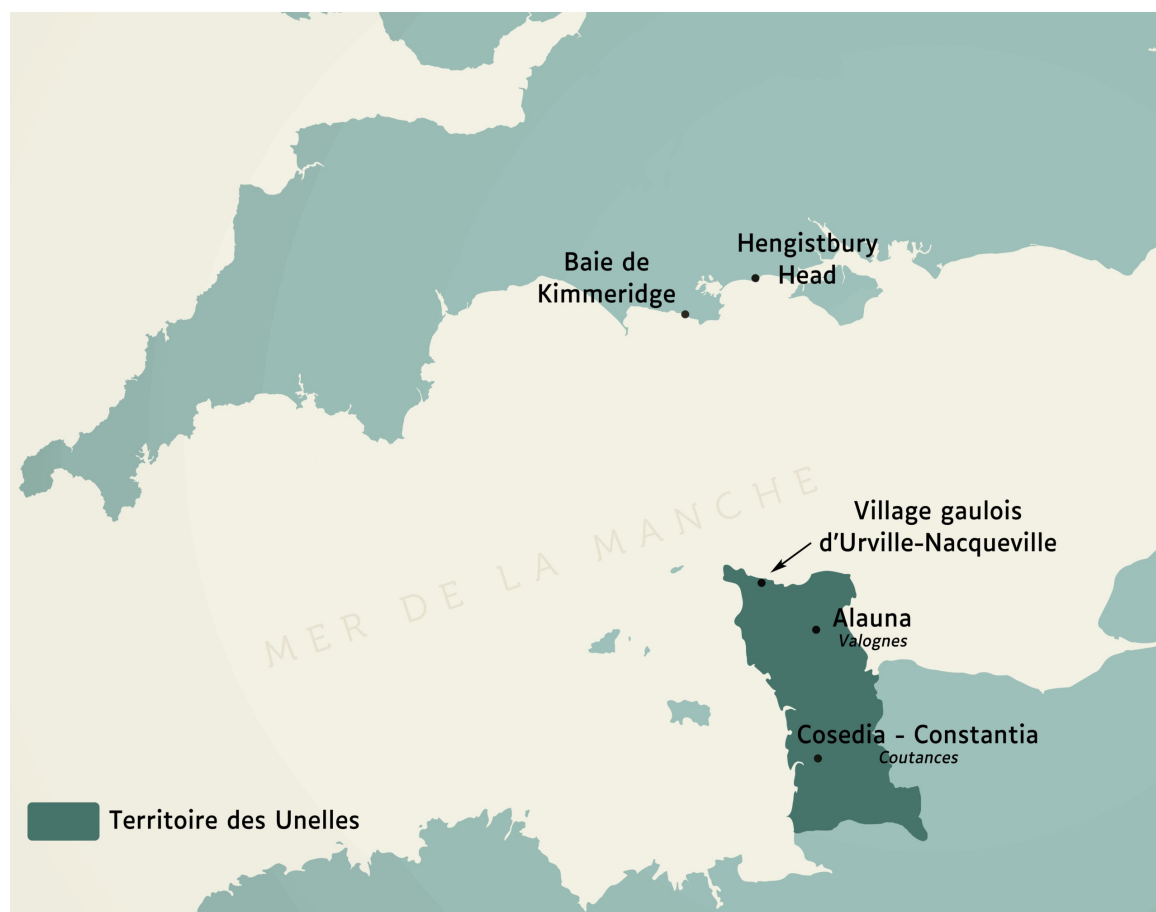 Hengistbury
Head
Baie de
Kimmeridge
MER DE LA MANCHE
Village gaulois
d'Urville-Nacqueville
Alauna
Valognes
Cosedia - Constantia
Coutances
Territoire des Unelles